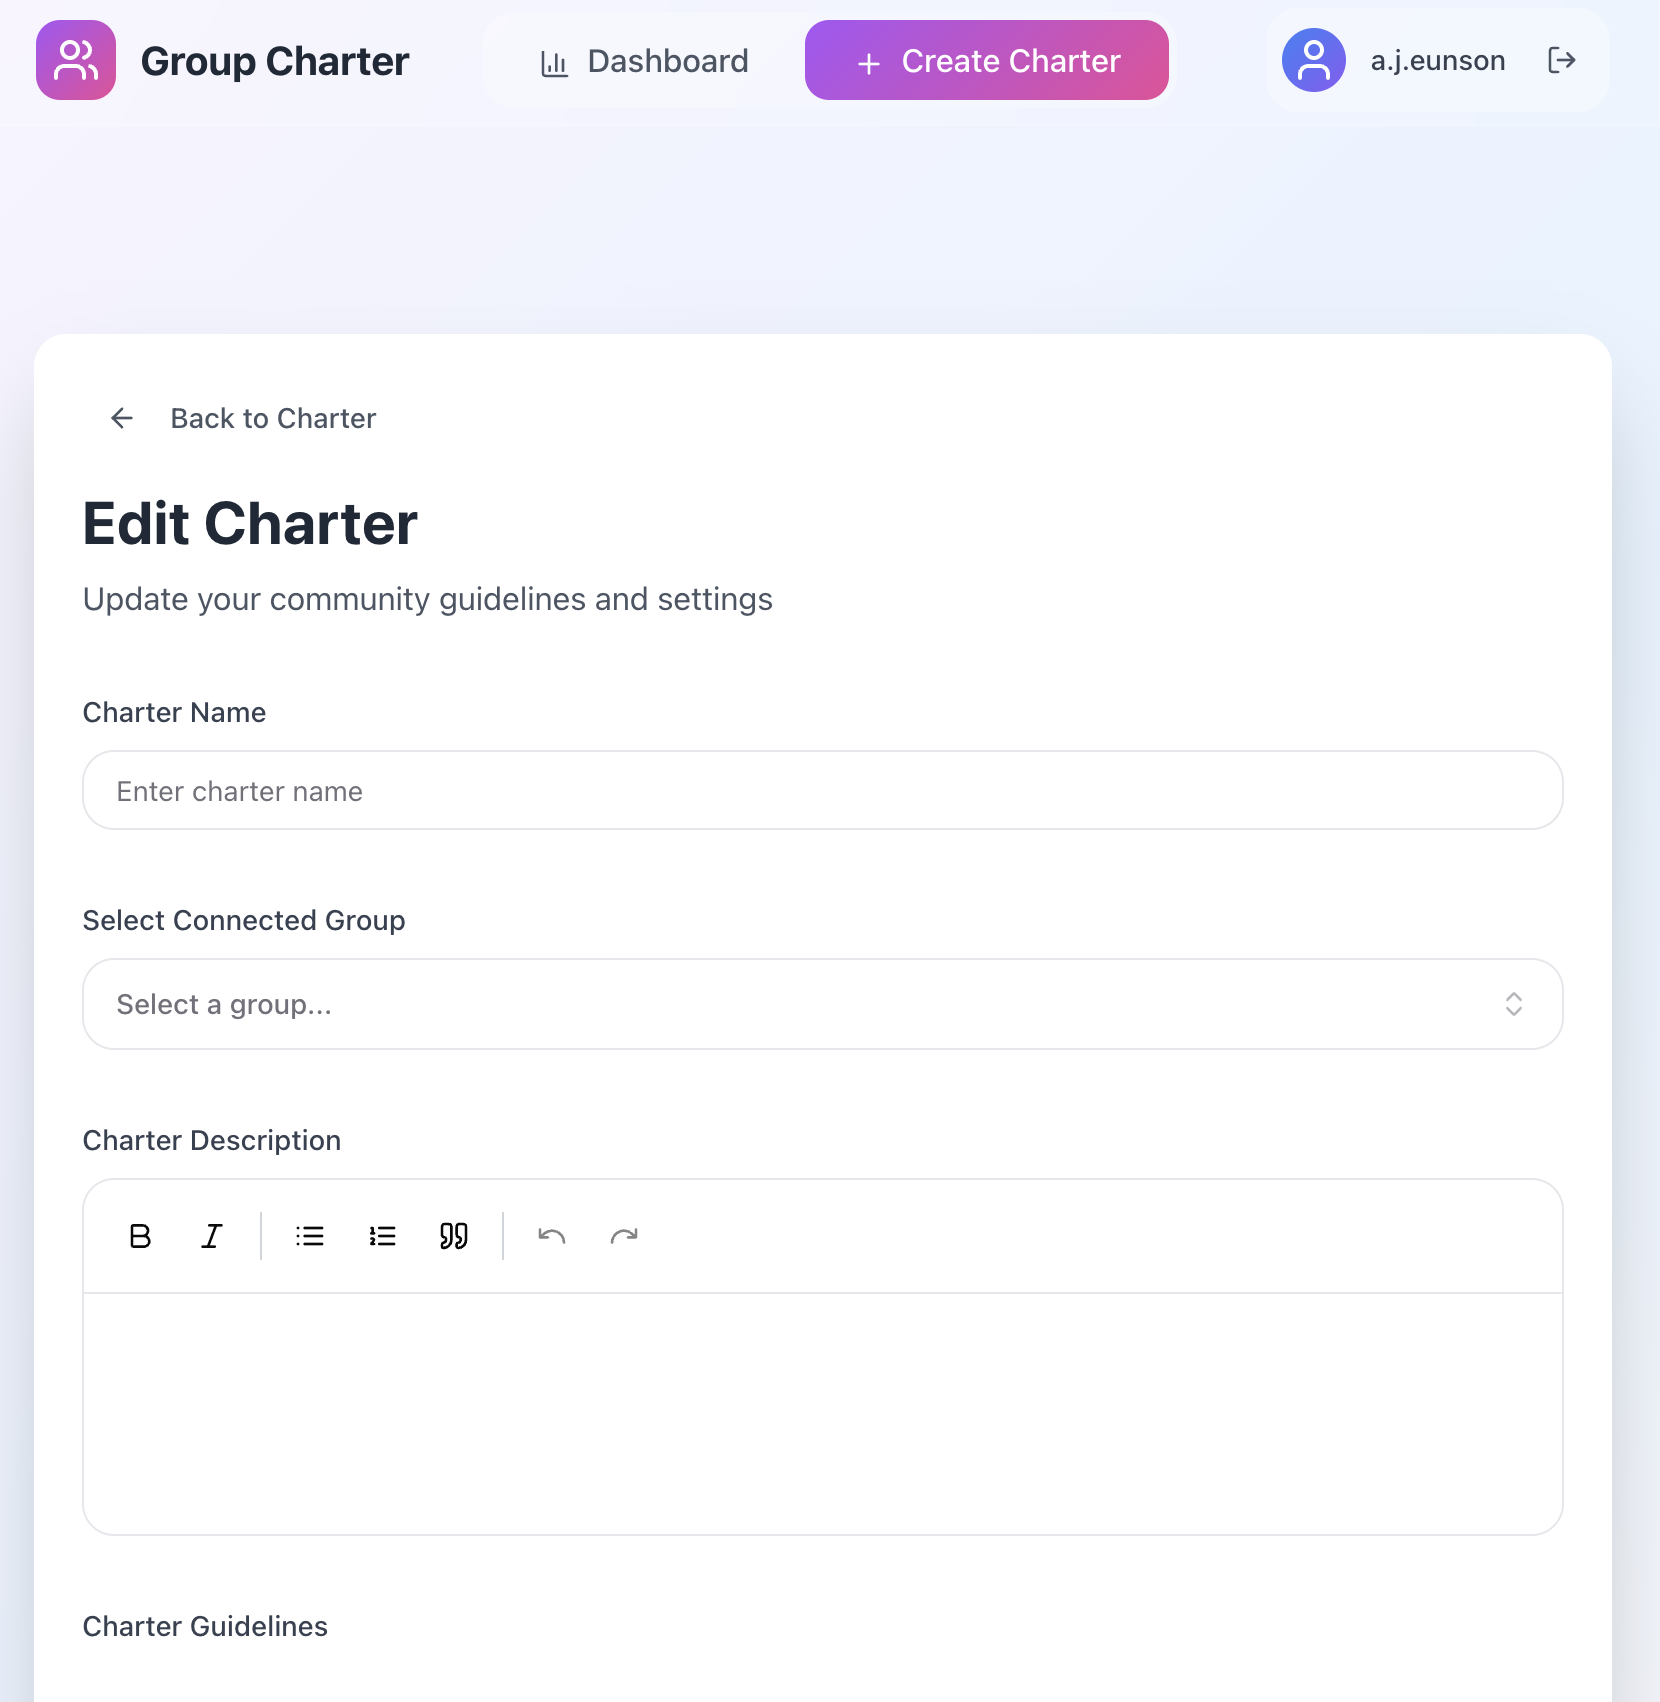 Group Charter
Dashboard
Create Charter
a.j.eunson
Back to Charter
Edit Charter
Update your community guidelines and settings
Charter Name
Enter charter name
Select Connected Group
Select a group...
Charter Description
Charter Guidelines